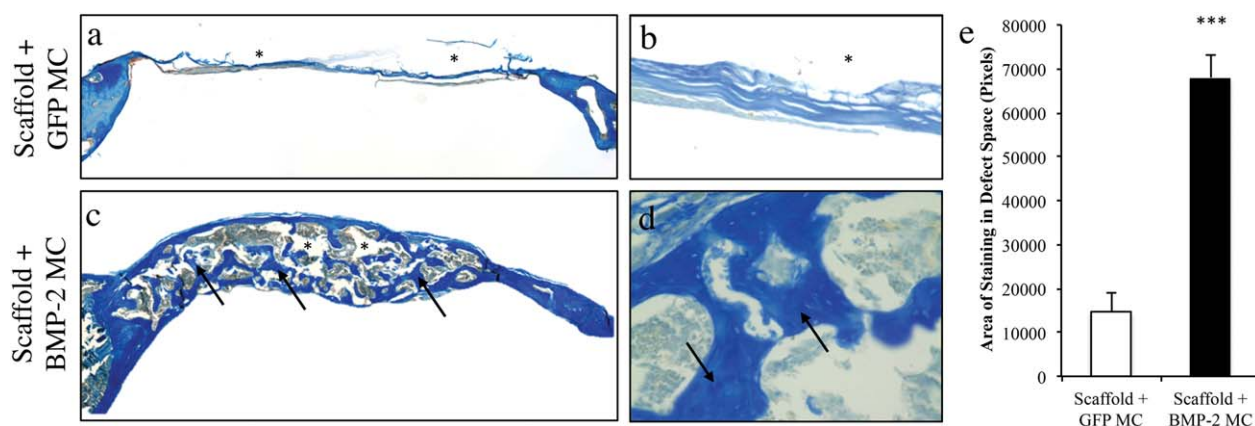 Scaffold +
GFP MC
a
*
*
b
*
Scaffold +
BMP-2 MC
c
*
*
d
e
***
Area of Staining in Defect Space (Pixels)
80000
70000
60000
50000
40000
30000
20000
10000
0
Scaffold +
GFP MC
Scaffold +
BMP-2 MC